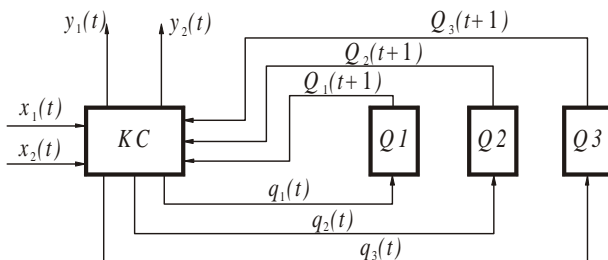 y₁(t) y₂(t) Q₃(t+1)
Q₂(t+1)
Q₁(t+1)
x₁(t)
KC Q1 Q2 Q3
x₂(t)
q₁(t)
q₂(t)
q₃(t)